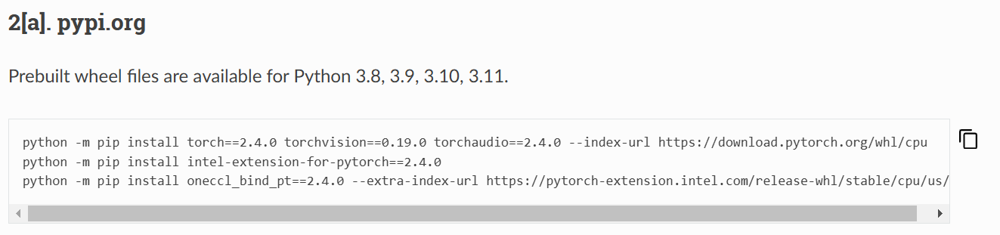 2[a]. pypi.org
Prebuilt wheel files are available for Python 3.8, 3.9, 3.10, 3.11.
python -m pip install torch==2.4.0 torchvision==0.19.0 torchaudio==2.4.0 --index-url https://download.pytorch.org/whl/cpu
python -m pip install intel-extension-for-pytorch==2.4.0
python -m pip install oneccl_bind_pt==2.4.0 --extra-index-url https://pytorch-extension.intel.com/release-whl/stable/cpu/us/